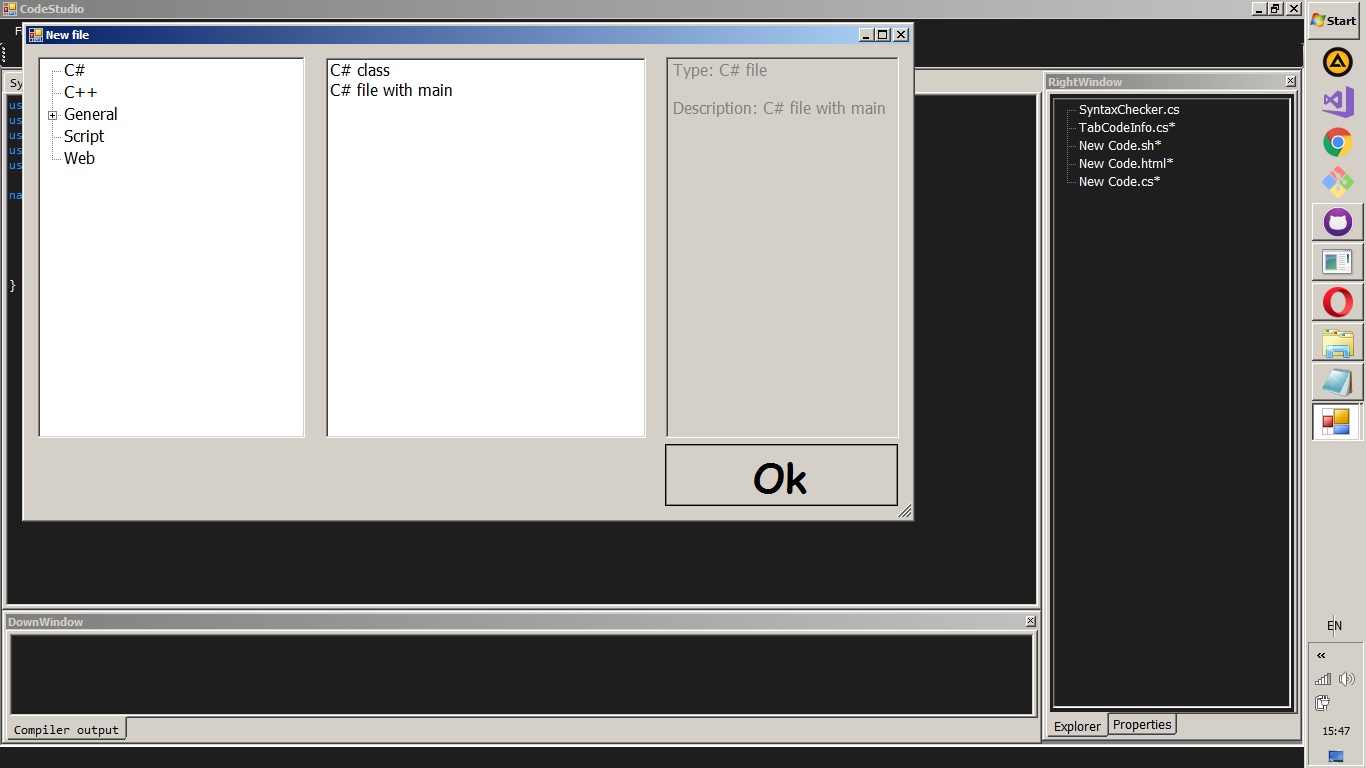 CodeStudio
F
New file
C#
C++
General
Script
Web
C# class
C# file with main
Type: C# file
Description: C# file with main
Ok
Sy
us
us
us
us
us
na
}
RightWindow
SyntaxChecker.cs
TabCodeInfo.cs*
New Code.sh*
New Code.html*
New Code.cs*
Explorer
Properties
DownWindow
Compiler output
Start
EN
«
15:47